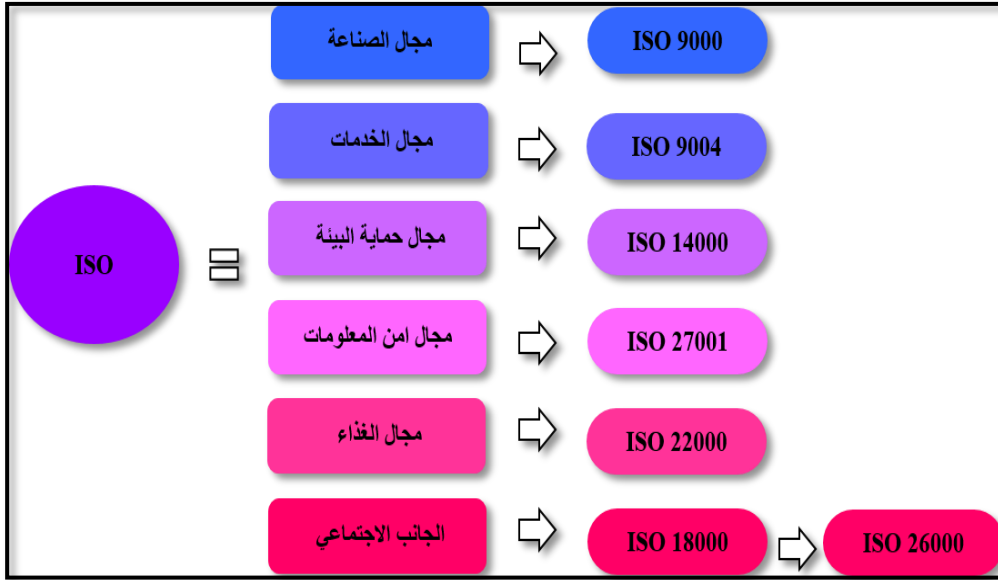 مجال الصناعة
ISO 9000
مجال الخدمات
ISO 9004
ISO
مجال حماية البيئة
ISO 14000
مجال امن المعلومات
ISO 27001
مجال الغذاء
ISO 22000
الجانب الاجتماعي
ISO 18000
ISO 26000